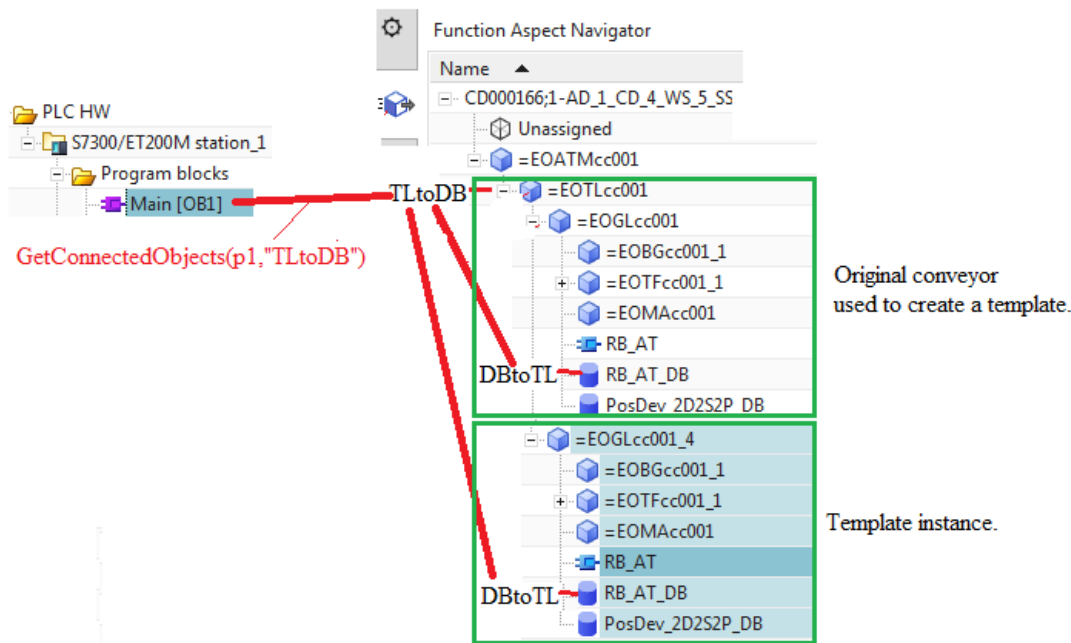 Function Aspect Navigator
Name
CD000166;1-AD_1_CD_4_WS_5_SS
Unassigned
=EOATMcc001
PLC HW
S7300/ET200M station_1
Program blocks
Main [OB1]
GetConnectedObjects(p1,"TLtoDB")
TLtoDB
=EOTLcc001
=EOGLcc001
=EOBGcc001_1
=EOTFcc001_1
=EOMAcc001
RB_AT
DBtoTL
RB_AT_DB
PosDev_2D2S2P_DB
Original conveyor
used to create a template.
=EOGLcc001_4
=EOBGcc001_1
=EOTFcc001_1
=EOMAcc001
RB_AT
DBtoTL
RB_AT_DB
PosDev_2D2S2P_DB
Template instance.